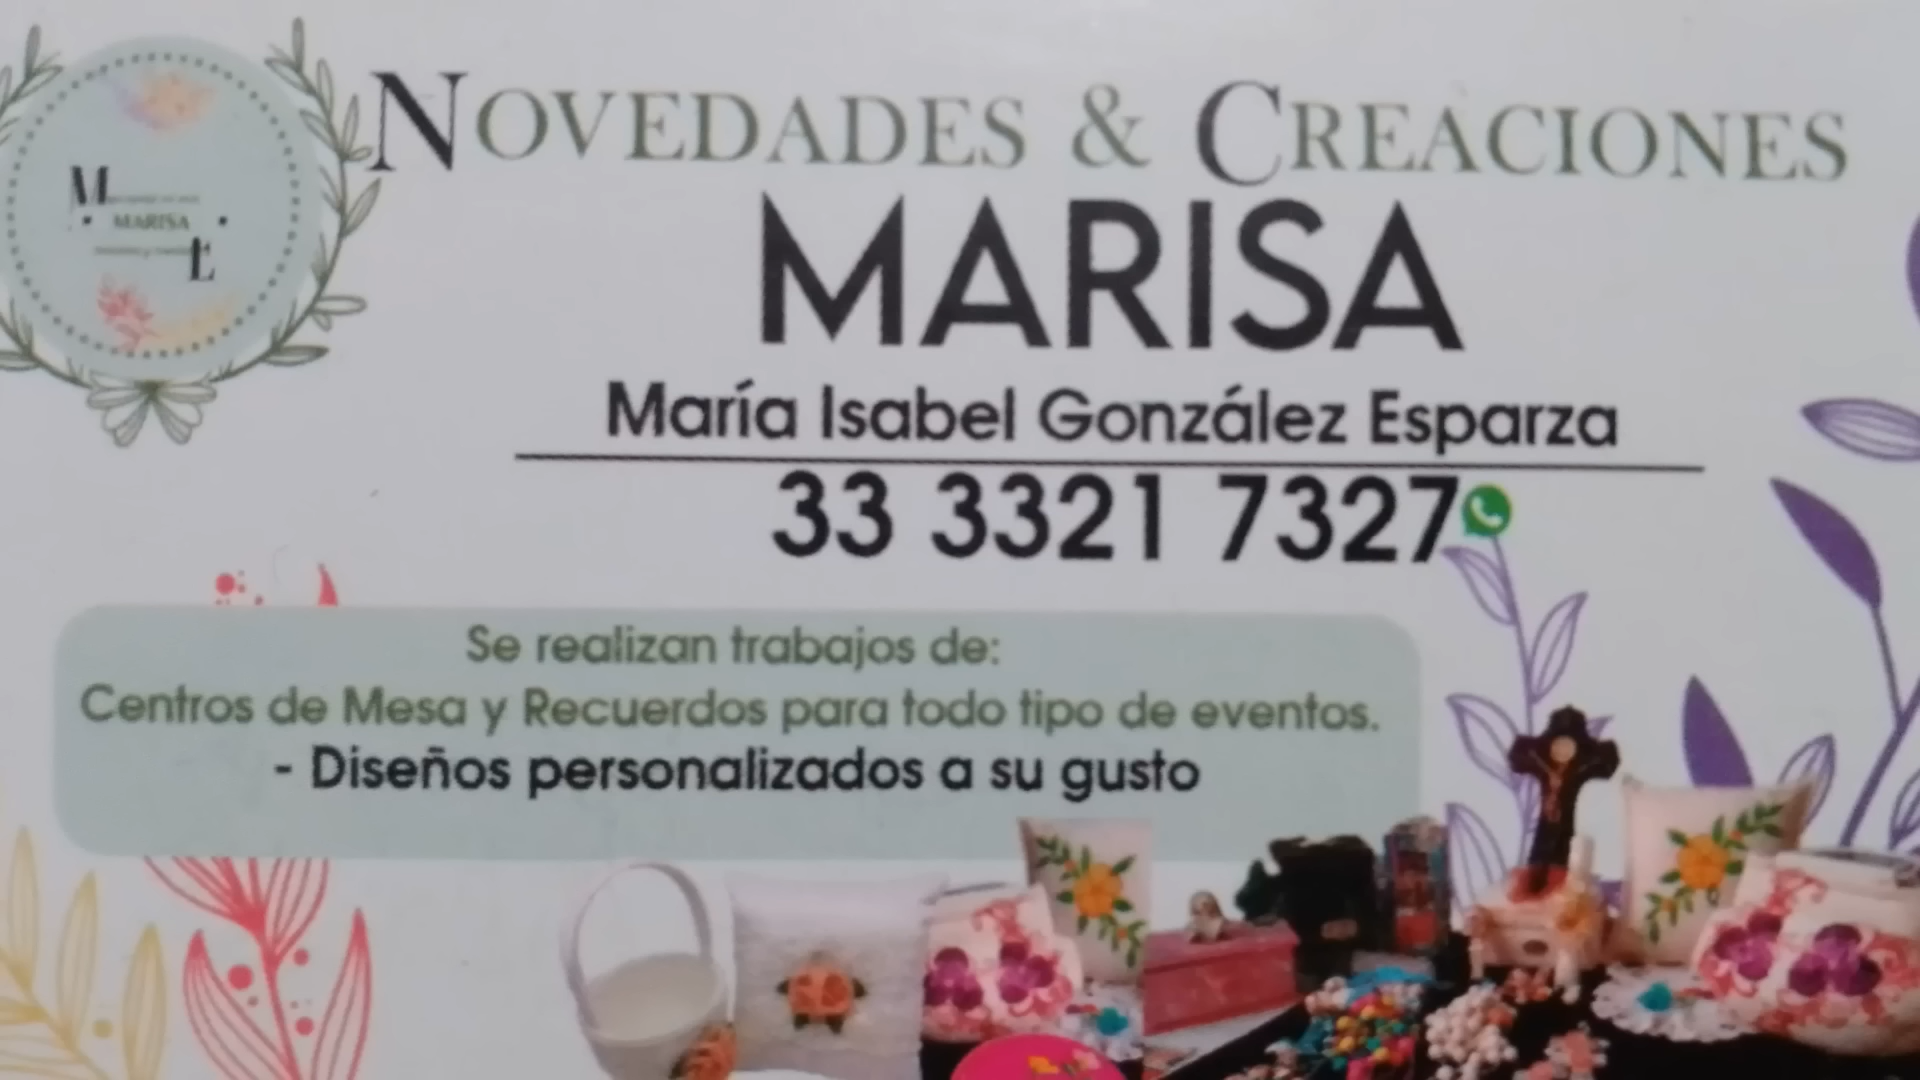 NOVEDADES & CREACIONES
MARISA
María Isabel González Esparza
33 3321 7327
M
MARISA
E
Se realizan trabajos de:
Centros de Mesa y Recuerdos para todo tipo de eventos.
- Diseños personalizados a su gusto